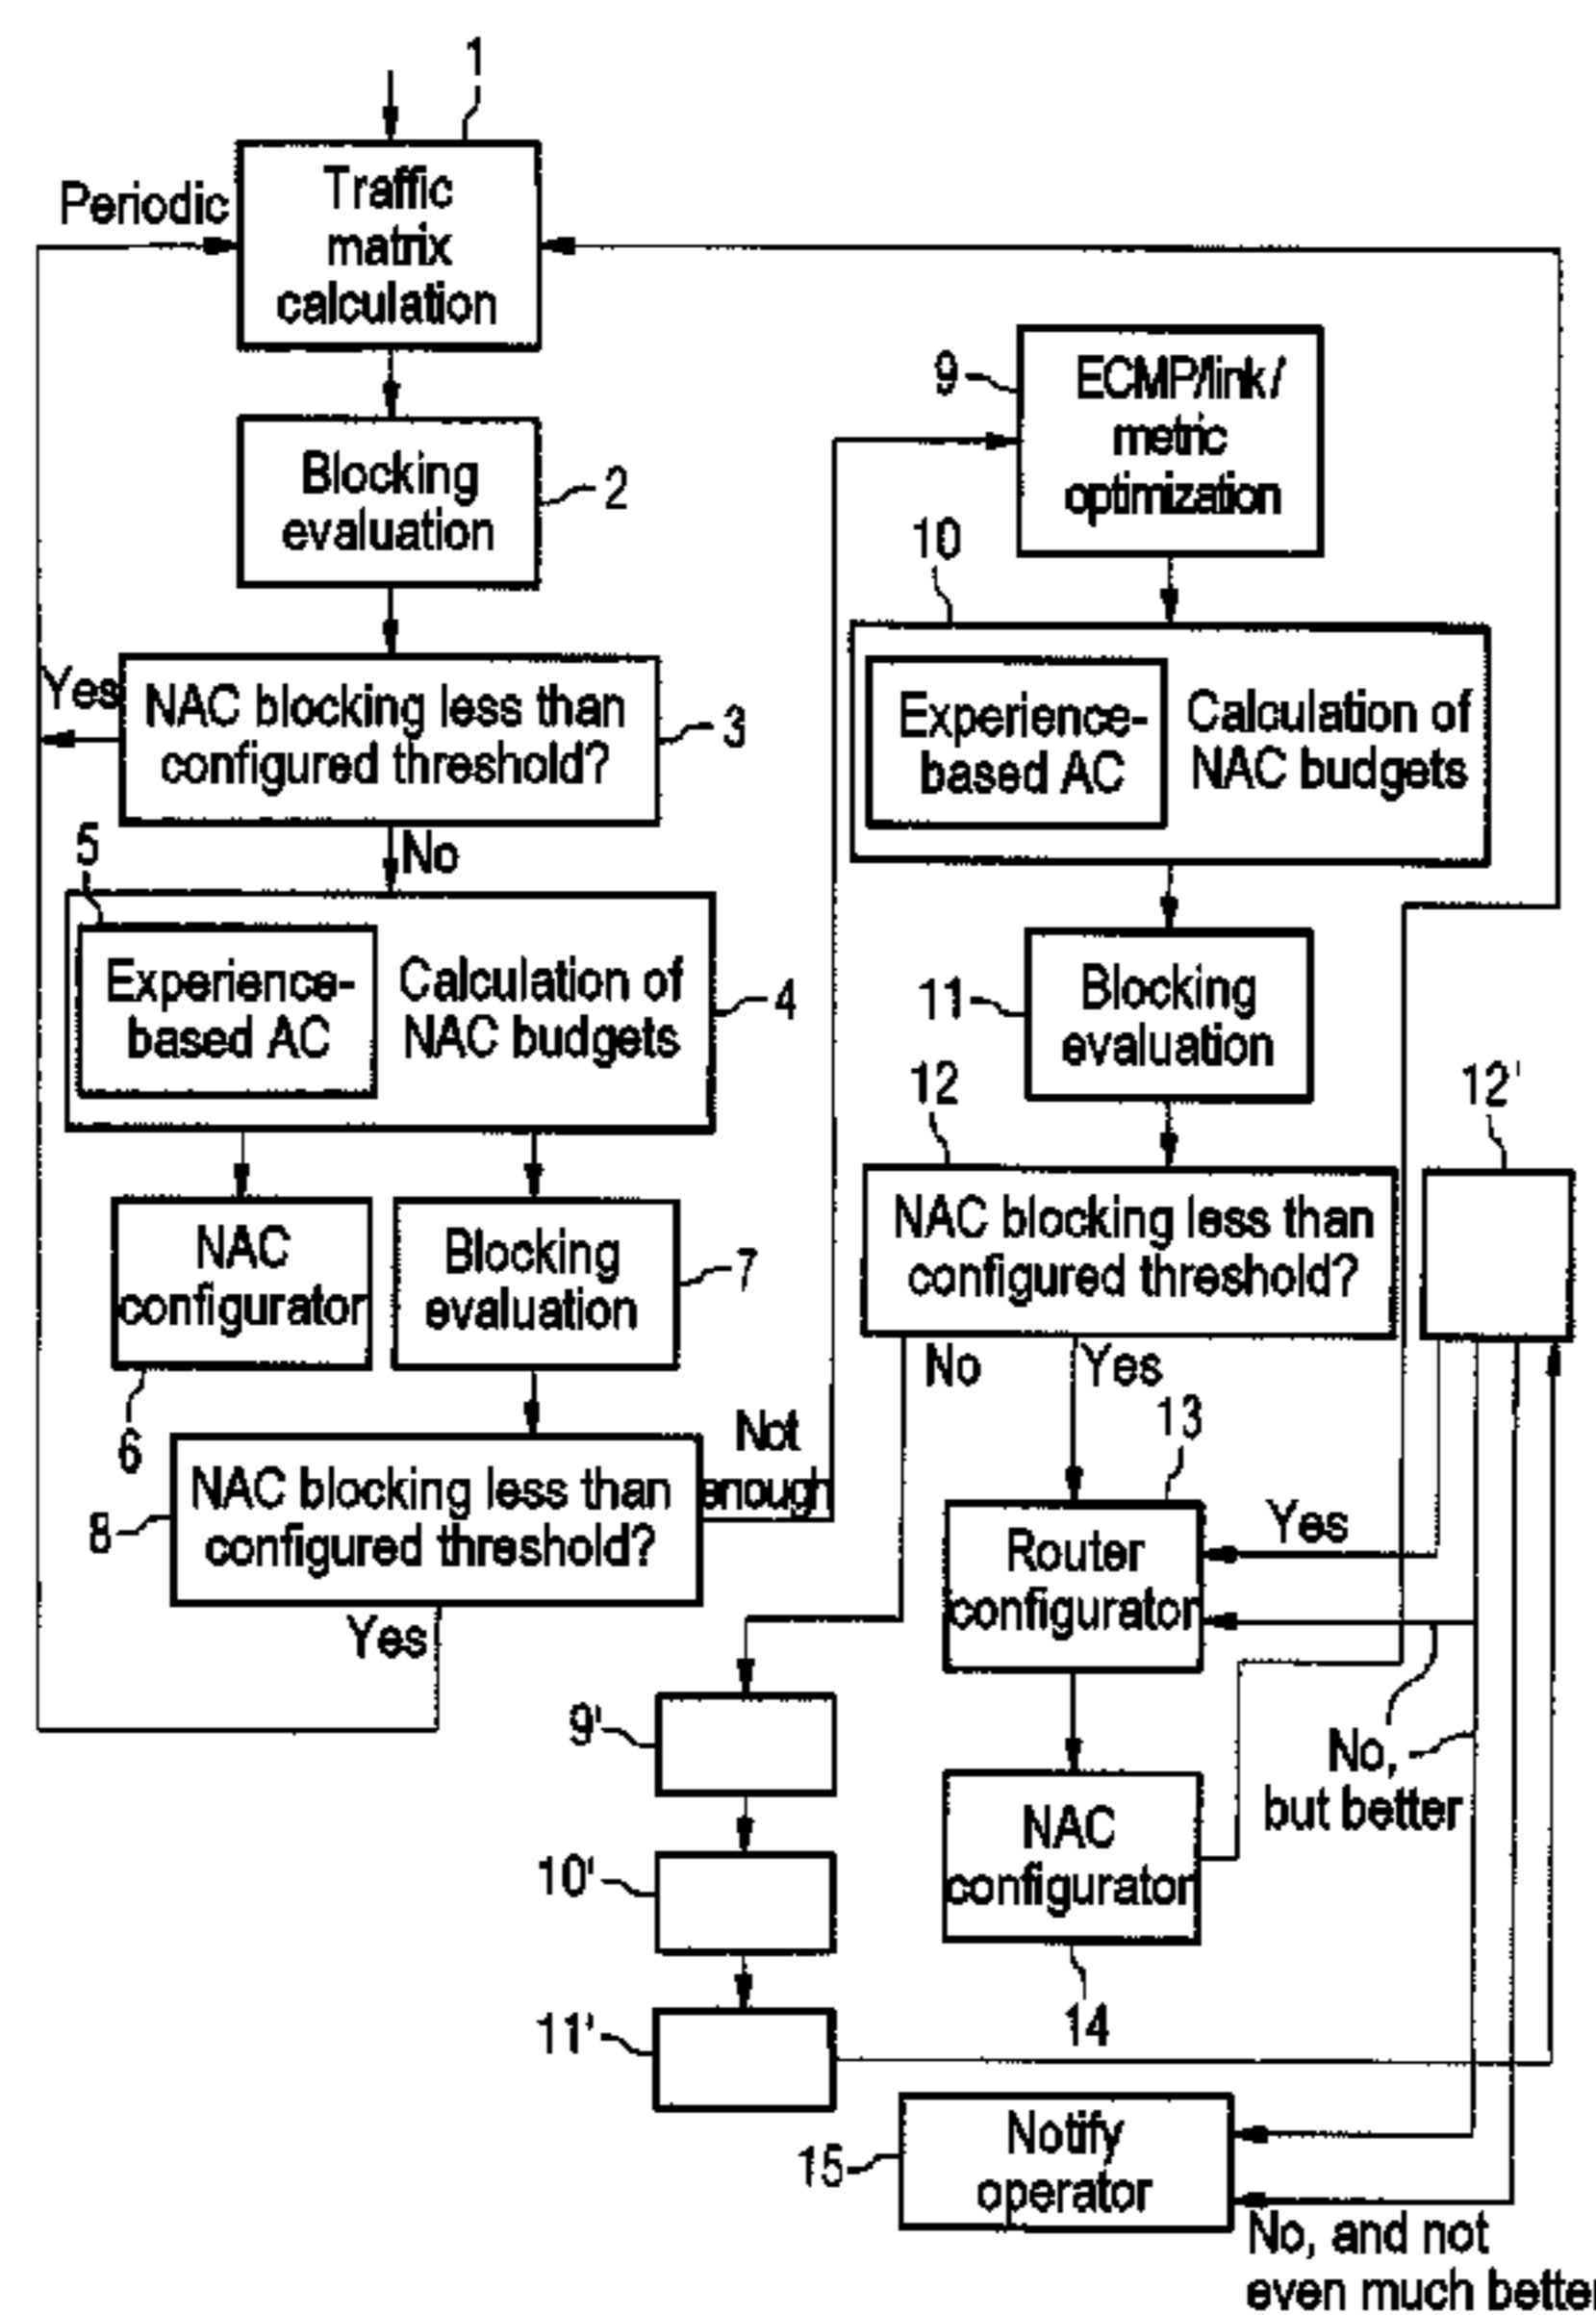 1
Periodic
Traffic
matrix
calculation
Blocking
evaluation
2
Yes
NAC blocking less than
configured threshold?
3
No
5
Experience-
based AC
Calculation of
NAC budgets
4
NAC
configurator
6
Blocking
evaluation
7
8
NAC blocking less than
configured threshold?
Not
enough
Yes
9
ECMP/link/
metric
optimization
10
Experience-
based AC
Calculation of
NAC budgets
11
Blocking
evaluation
12
NAC blocking less than
configured threshold?
12'
No
Yes
13
Router
configurator
Yes
No,
but better
9'
10'
11'
NAC
configurator
14
15
Notify
operator
No, and not
even much better